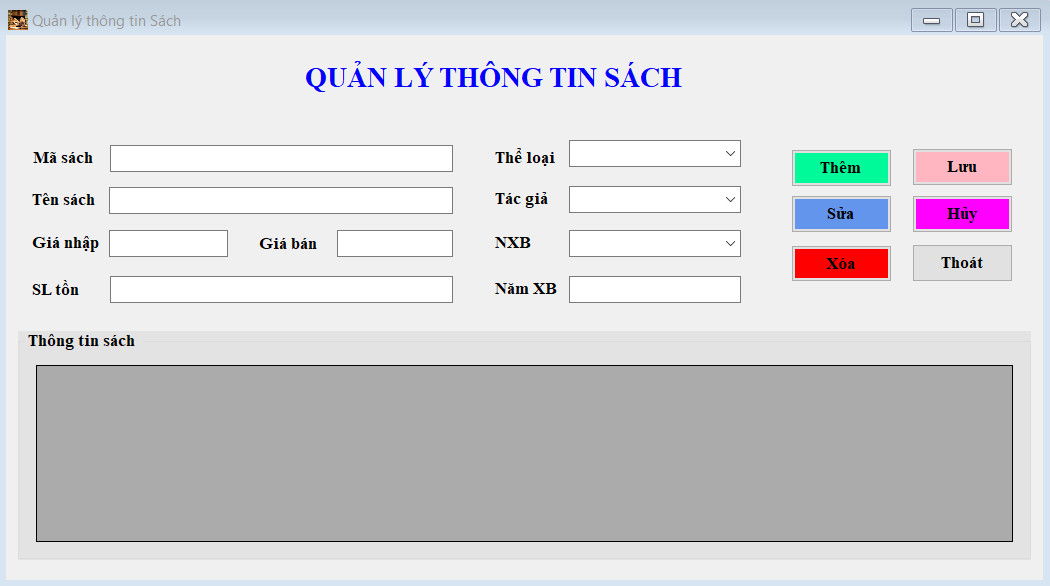 Quản lý thông tin Sách
QUẢN LÝ THÔNG TIN SÁCH
Mã sách
Thể loại
Thêm
Lưu
Tên sách
Tác giả
Sửa
Hủy
Giá nhập
Giá bán
NXB
Xóa
Thoát
SL tồn
Năm XB
Thông tin sách